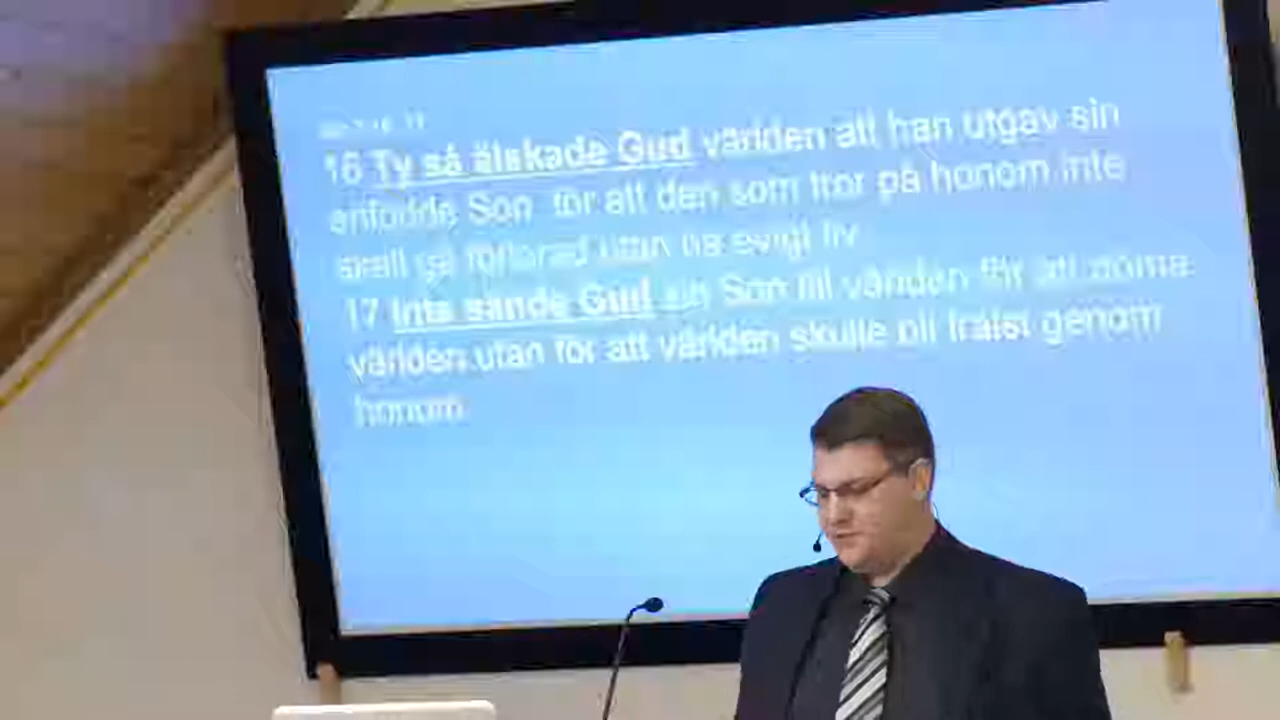 16 Ty så älskade Gud världen att han utgav sin
enfödde Son för att den som tror på honom inte
skall gå förlorad utan ha evigt liv
17 Inte sände Gud sin Son till världen för att döma
världen utan för att världen skulle bli frälst genom
honom